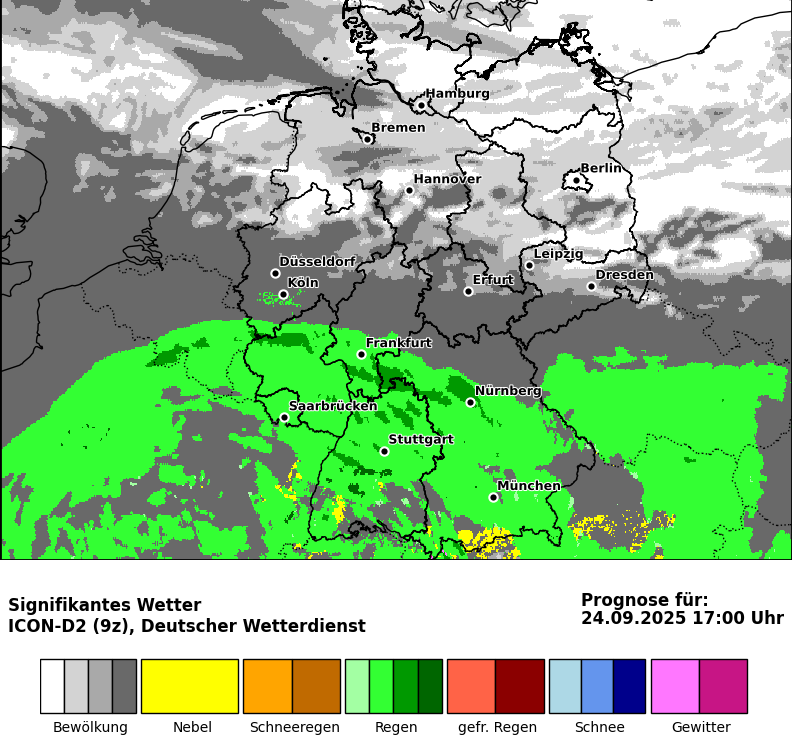 Hamburg
Bremen
Berlin
Hannover
Leipzig
Düsseldorf
Dresden
Köln
Erfurt
Frankfurt
Nürnberg
Saarbrücken
Stuttgart
München
Signifikantes Wetter
ICON-D2 (9z), Deutscher Wetterdienst
Prognose für:
24.09.2025 17:00 Uhr
Bewölkung Nebel Schneeregen Regen gefr. Regen Schnee Gewitter